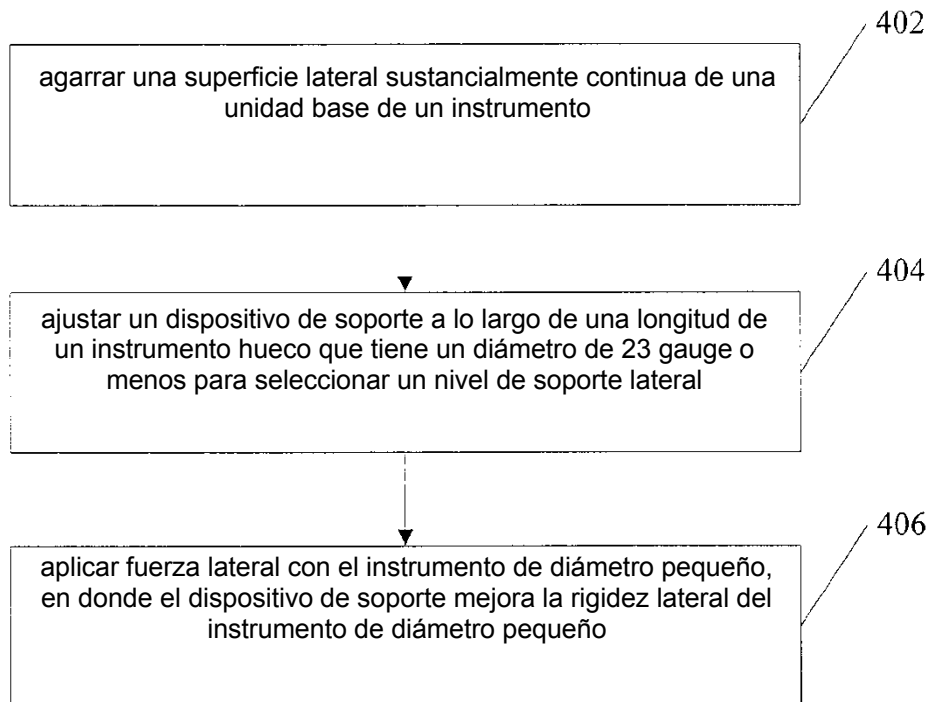 402
agarrar una superficie lateral sustancialmente continua de una
unidad base de un instrumento
404
ajustar un dispositivo de soporte a lo largo de una longitud de
un instrumento hueco que tiene un diámetro de 23 gauge o
menos para seleccionar un nivel de soporte lateral
406
aplicar fuerza lateral con el instrumento de diámetro pequeño,
en donde el dispositivo de soporte mejora la rigidez lateral del
instrumento de diámetro pequeño